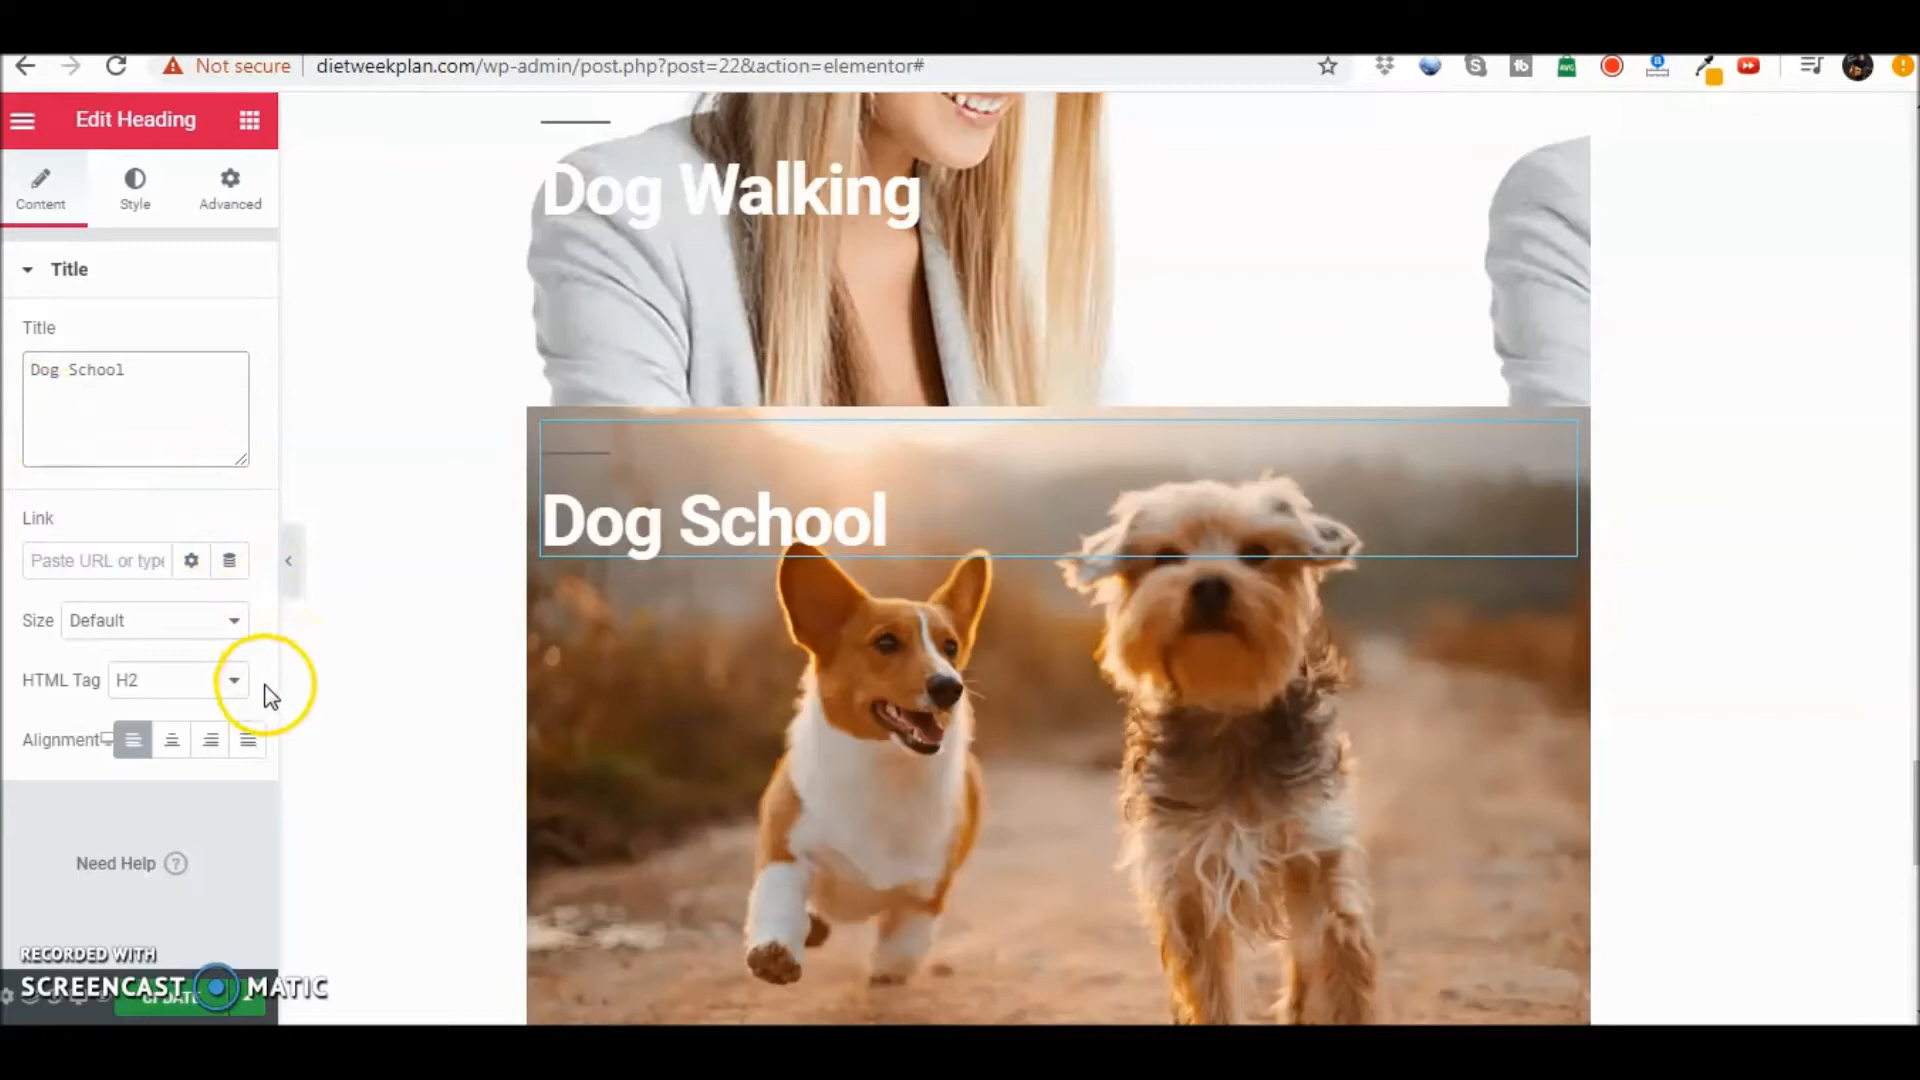 Not secure
dietweekplan.com/wp-admin/post.php?post=22&action=elementor#
Edit Heading
Content
Style
Advanced
Title
Title
Dog School
Link
Paste URL or type
Size
Default
HTML Tag
H2
Alignment
Need Help
RECORDED WITH
SCREENCAST MATIC
UPDATE
Dog Walking
Dog School